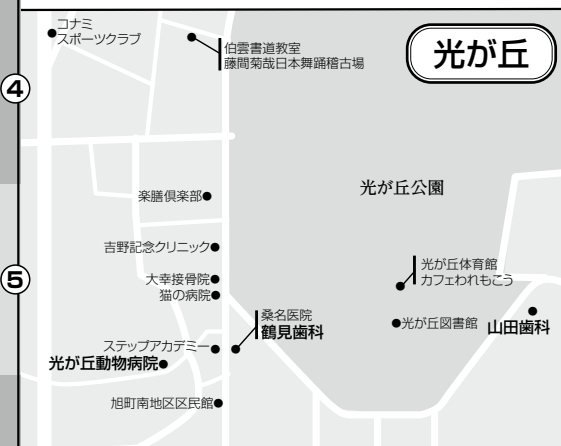 コナミ
スポーツクラブ
伯雲書道教室
藤間菊哉日本舞踊稽古場
光が丘
④
楽膳倶楽部
光が丘公園
吉野記念クリニック
⑤
大幸接骨院
猫の病院
光が丘体育館
カフェわれもこう
桑名医院
鶴見歯科
光が丘図書館
山田歯科
ステップアカデミー
光が丘動物病院
旭町南地区区民館